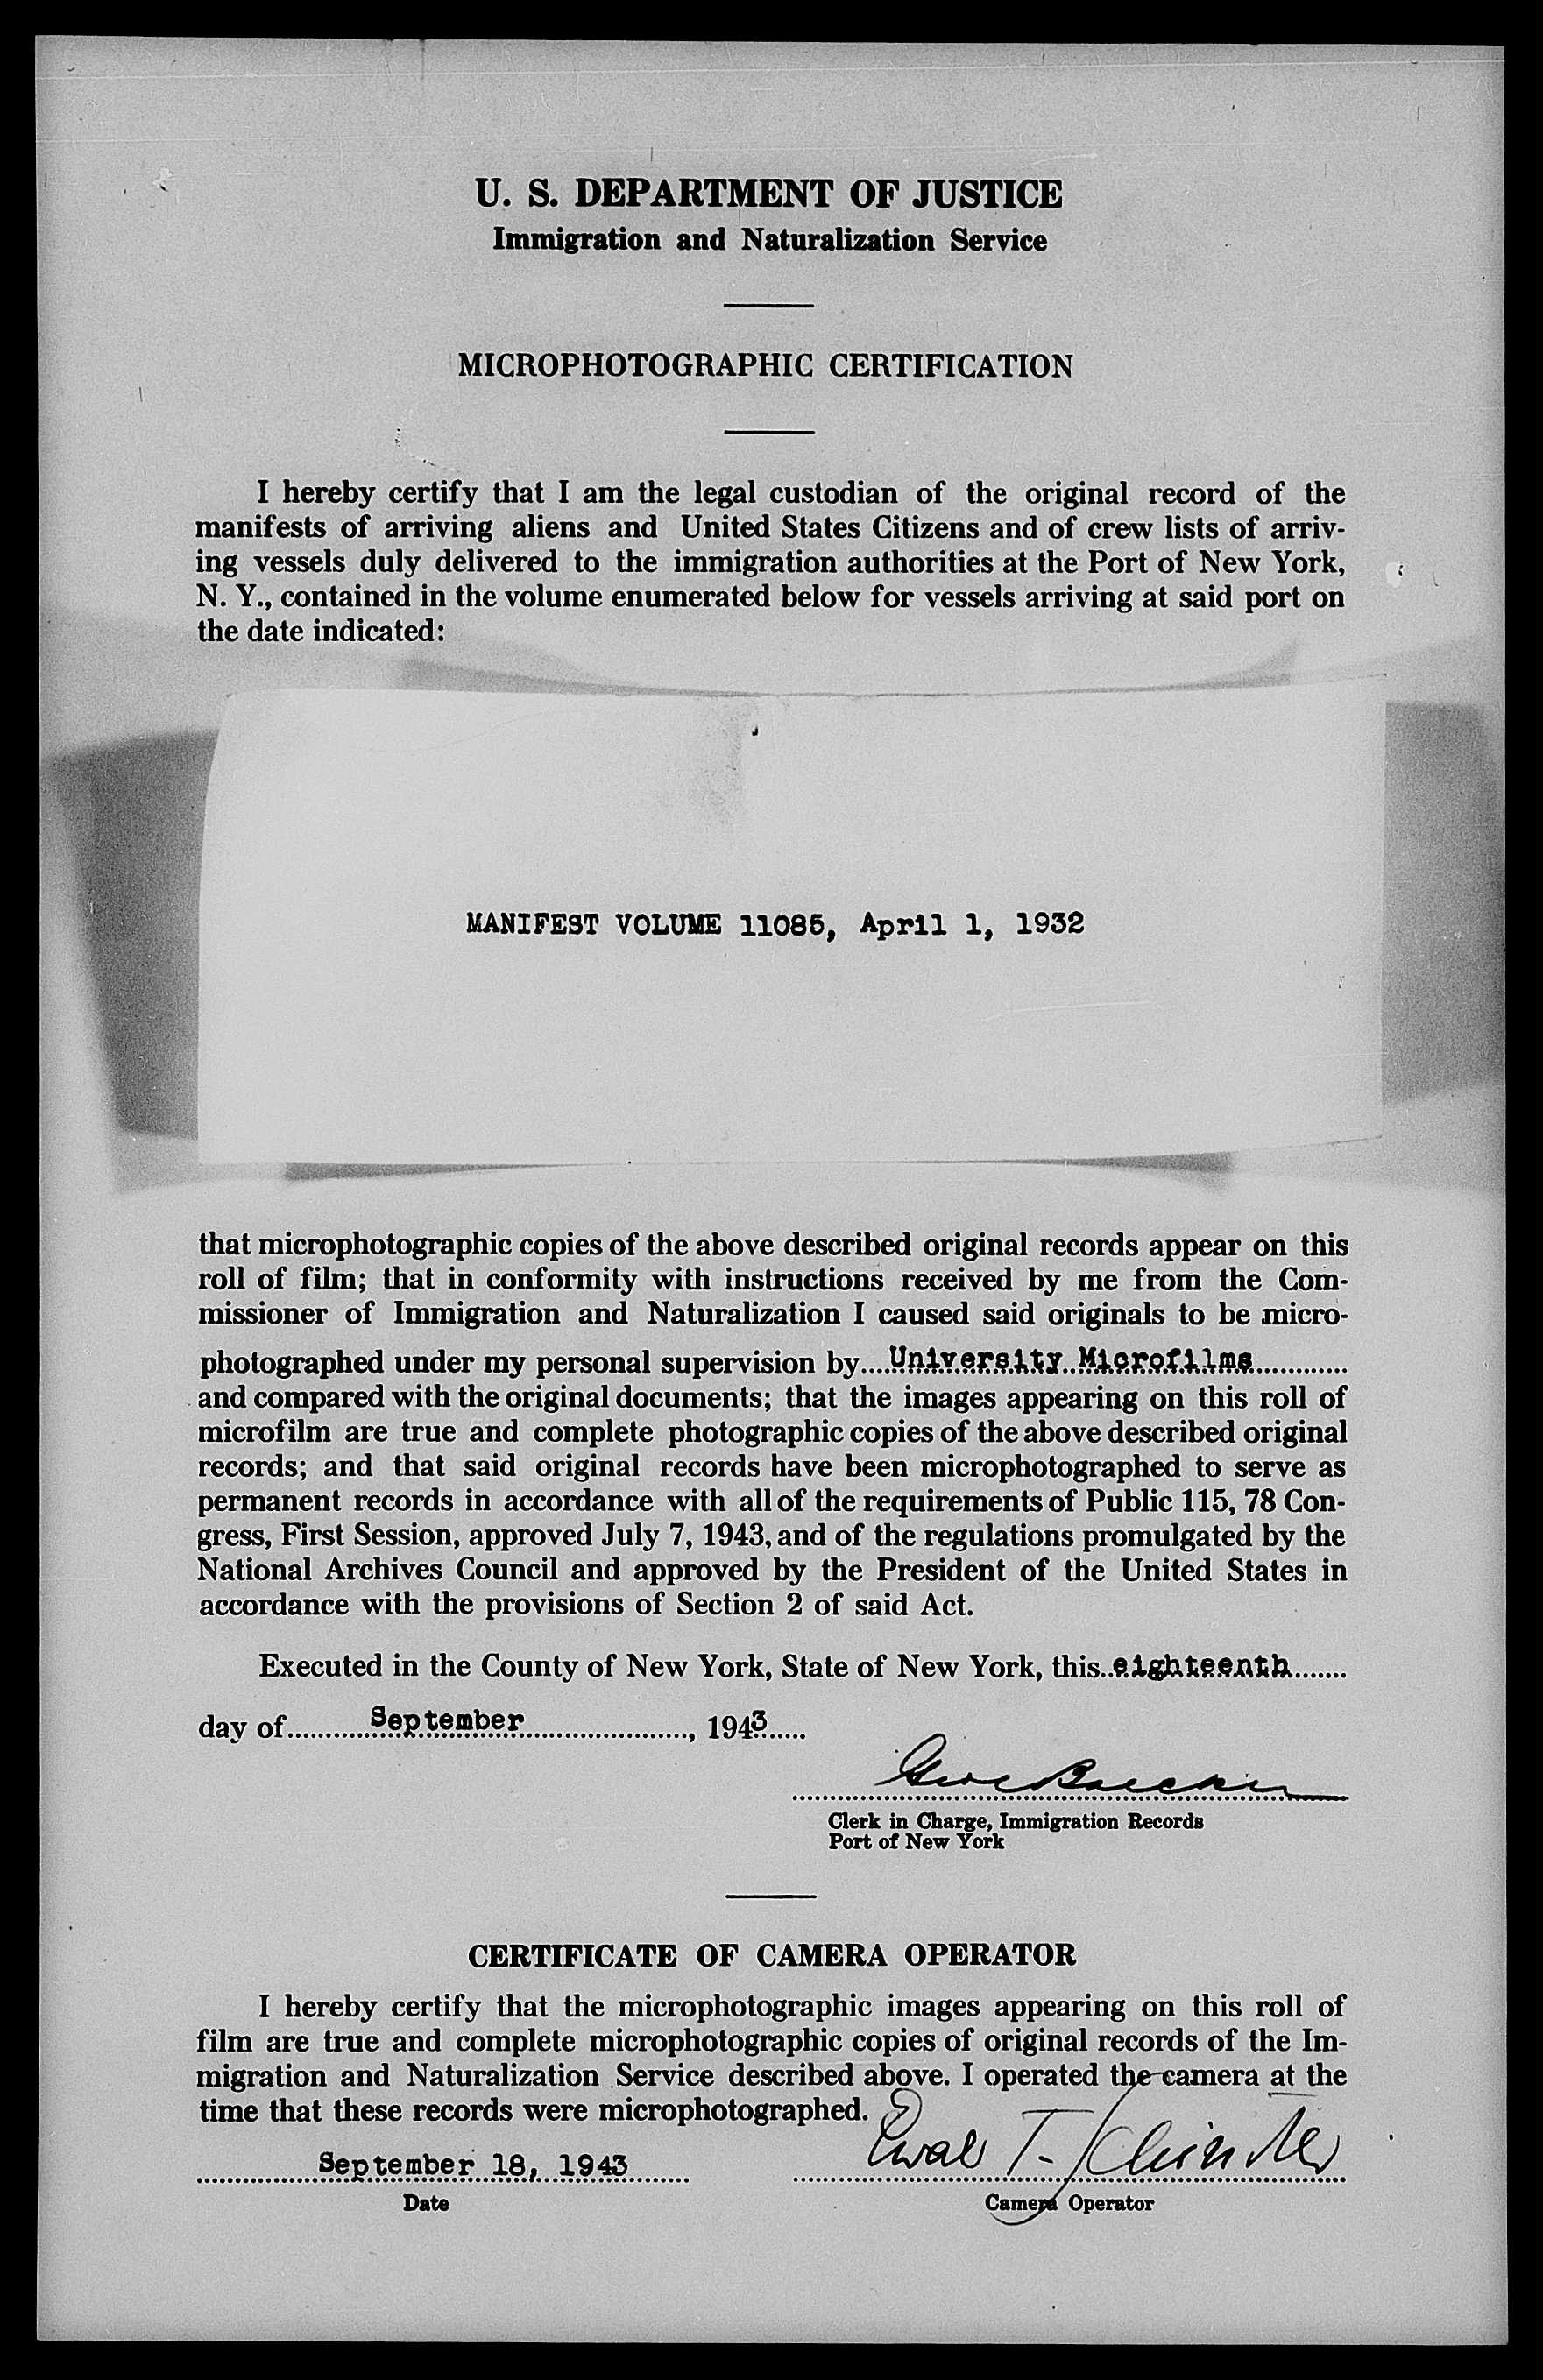 U. S. DEPARTMENT OF JUSTICE
Immigration and Naturalization Service
MICROPHOTOGRAPHIC CERTIFICATION
I hereby certify that I am the legal custodian of the original record of the
manifests of arriving aliens and United States Citizens and of crew lists of arriv-
ing vessels duly delivered to the immigration authorities at the Port of New York,
N. Y., contained in the volume enumerated below for vessels arriving at said port on
the date indicated:
MANIFEST VOLUME 11085, April 1, 1932
that microphotographic copies of the above described original records appear on this
roll of film; that in conformity with instructions received by me from the Com-
missioner of Immigration and Naturalization I caused said originals to be micro-
photographed under my personal supervision by....University Microfilms............
and compared with the original documents; that the images appearing on this roll of
microfilm are true and complete photographic copies of the above described original
records; and that said original records have been microphotographed to serve as
permanent records in accordance with all of the requirements of Public 115, 78 Con-
gress, First Session, approved July 7, 1943, and of the regulations promulgated by the
National Archives Council and approved by the President of the United States in
accordance with the provisions of Section 2 of said Act.
Executed in the County of New York, State of New York, this..eighteenth.......
day of...........September......................, 1943.....
Clerk in Charge, Immigration Records
Port of New York
CERTIFICATE OF CAMERA OPERATOR
I hereby certify that the microphotographic images appearing on this roll of
film are true and complete microphotographic copies of original records of the Im-
migration and Naturalization Service described above. I operated the camera at the
time that these records were microphotographed.
September 18, 1943
Date
Camera Operator